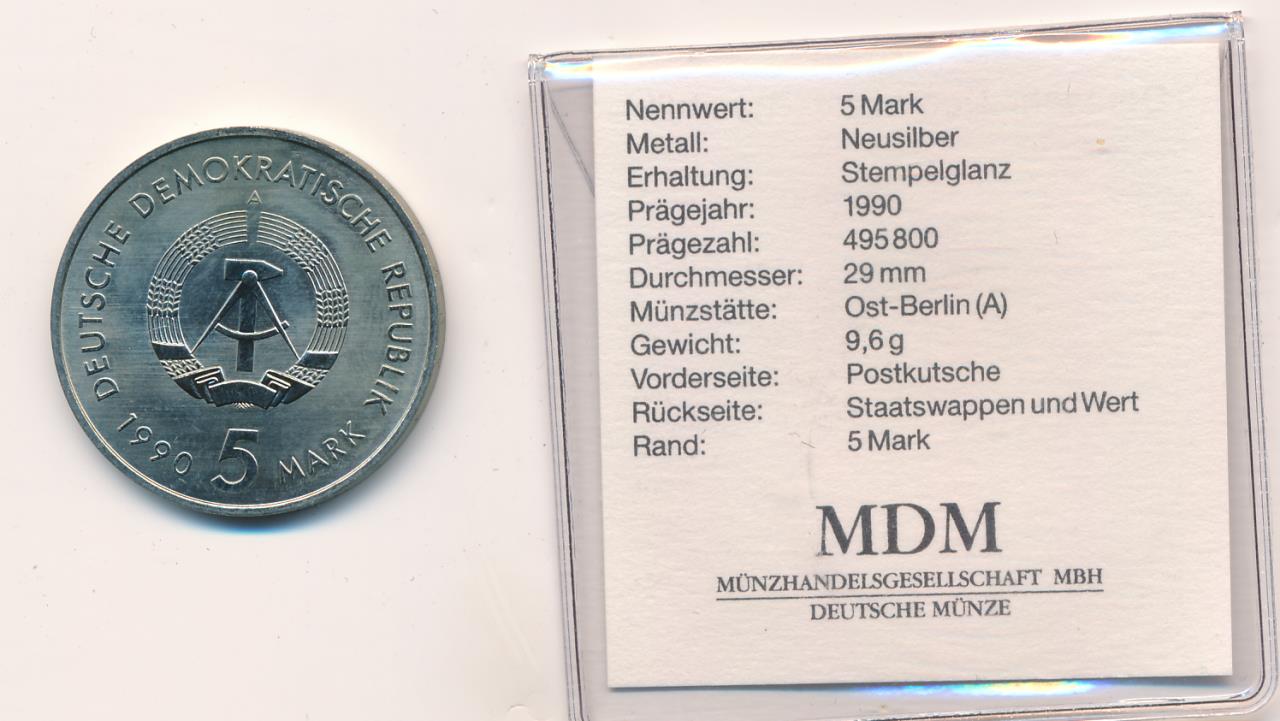 DEUTSCHE DEMOKRATISCHE REPUBLIK
A
1990 5 MARK
Nennwert: 5 Mark
Metall: Neusilber
Erhaltung: Stempelglanz
Prägejahr: 1990
Prägezahl: 495 800
Durchmesser: 29 mm
Münzstätte: Ost-Berlin (A)
Gewicht: 9,6 g
Vorderseite: Postkutsche
Rückseite: Staatswappen und Wert
Rand: 5 Mark
MDM
MÜNZHANDELSGESELLSCHAFT MBH
DEUTSCHE MÜNZE